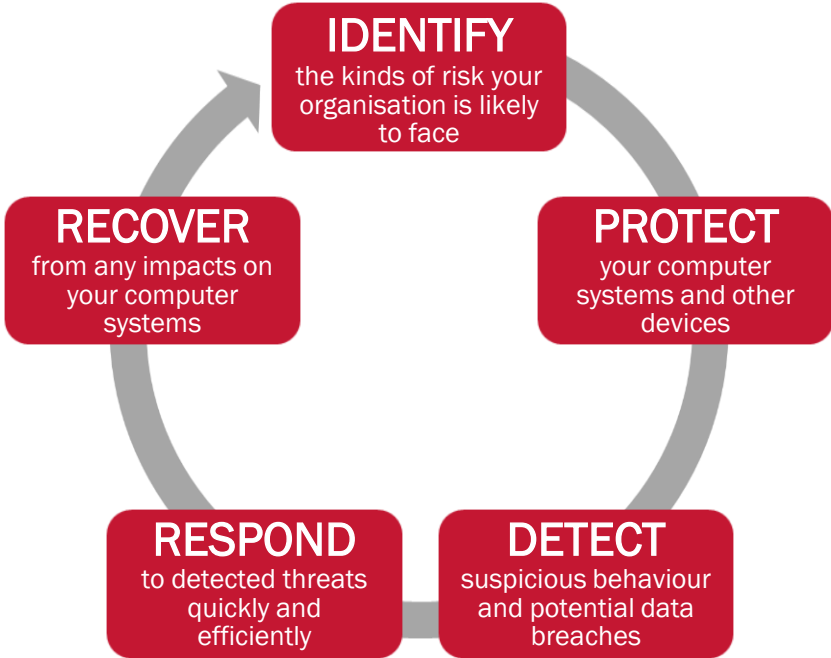 IDENTIFY
the kinds of risk your
organisation is likely
to face
PROTECT
your computer
systems and other
devices
DETECT
suspicious behaviour
and potential data
breaches
RESPOND
to detected threats
quickly and
efficiently
RECOVER
from any impacts on
your computer
systems